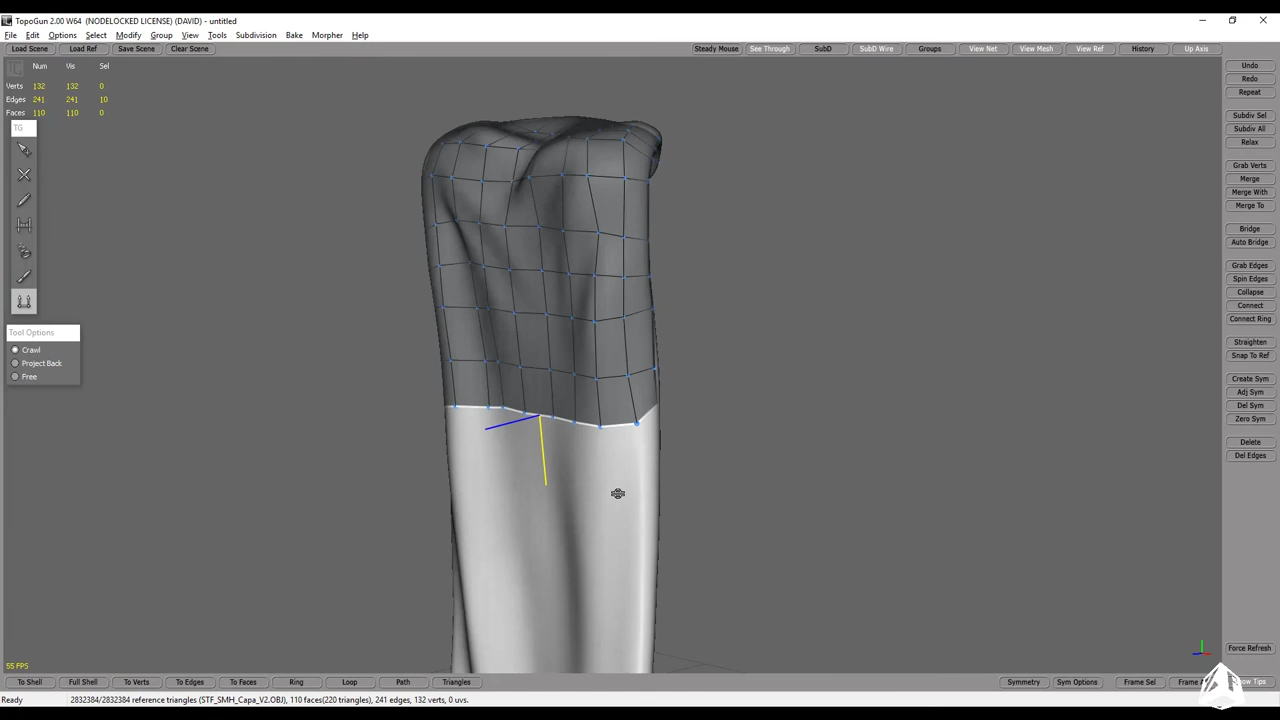 TopoGun 2.00 W64 (NODELOCKED LICENSE) (DAVID) - untitled
File Edit Options Select Modify Group View Tools Subdivision Bake Morpher Help
Load Scene Load Ref Save Scene Clear Scene Steady Mouse See Through SubD SubD Wire Groups View Net View Mesh View Ref History Up Axis
Num Vis Sel
Verts 132 132 0
Edges 241 241 10
Faces 110 110 0
TG
Tool Options
Crawl
Project Back
Free
Undo
Redo
Repeat
Subdiv Sel
Subdiv All
Relax
Grab Verts
Merge
Merge With
Merge To
Bridge
Auto Bridge
Grab Edges
Spin Edges
Collapse
Connect
Connect Ring
Straighten
Snap To Ref
Create Sym
Adj Sym
Del Sym
Zero Sym
Delete
Del Edges
Force Refresh
55 FPS
To Shell Full Shell To Verts To Edges To Faces Ring Loop Path Triangles Symmetry Sym Options Frame Sel Frame Tips
Ready 2832384/2832384 reference triangles (STF_SMH_Capa_V2.OBJ), 110 faces(220 triangles), 241 edges, 132 verts, 0 uvs.